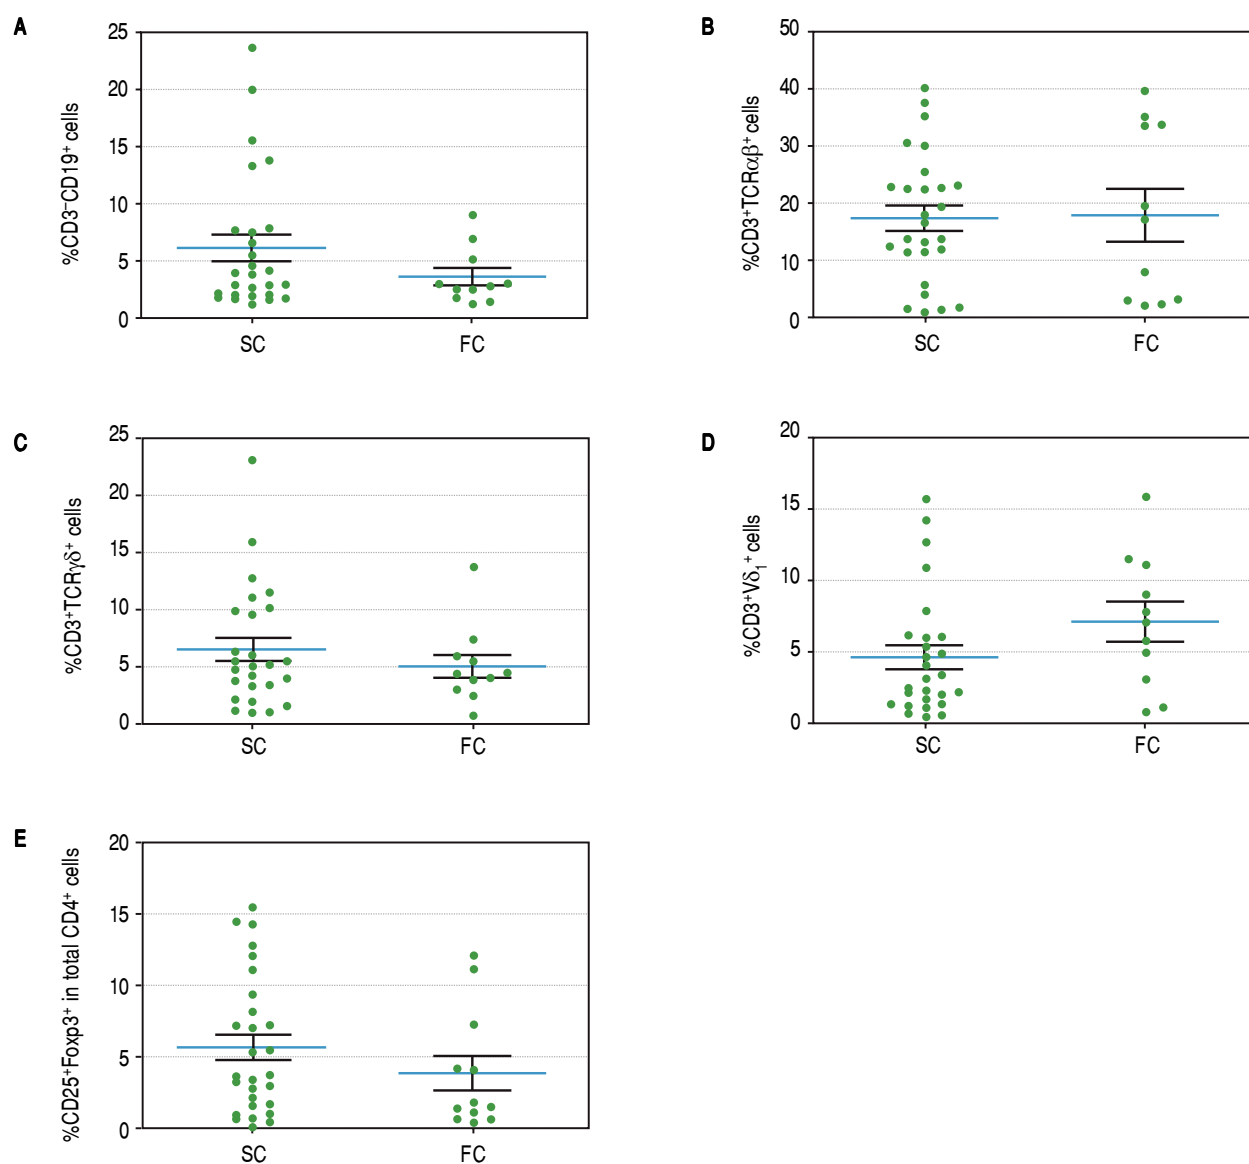 A
%CD3⁻CD19⁺ cells
25
20
15
10
5
0
SC FC
B
%CD3⁺TCRαβ⁺ cells
50
40
30
20
10
0
SC FC
C
%CD3⁺TCRγδ⁺ cells
25
20
15
10
5
0
SC FC
D
%CD3⁺Vδ₁⁺ cells
20
15
10
5
0
SC FC
E
%CD25⁺Foxp3⁺ in total CD4⁺ cells
20
15
10
5
0
SC FC